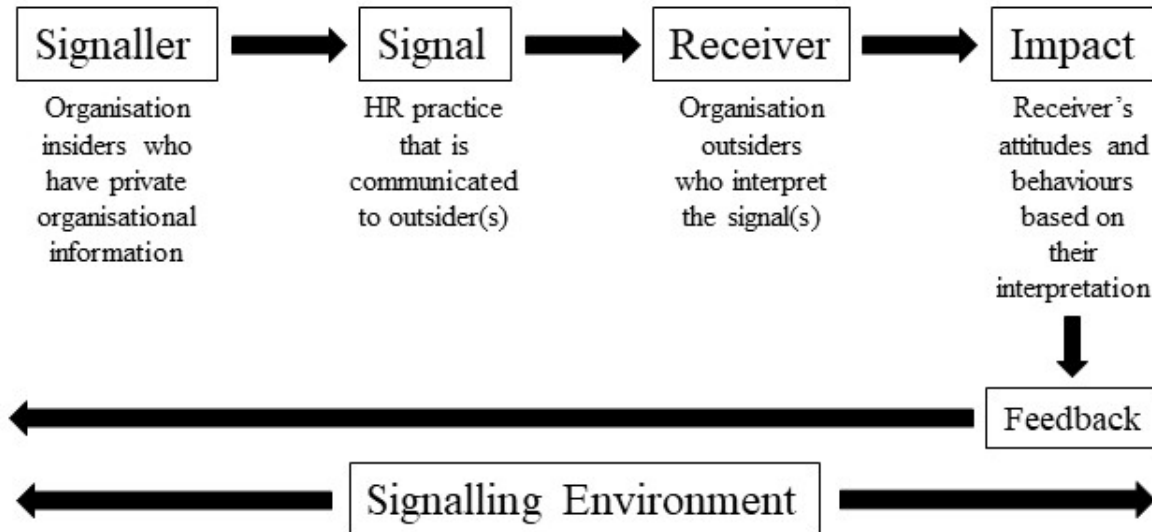 Signaller
Organisation
insiders who
have private
organisational
information
Signal
HR practice
that is
communicated
to outsider(s)
Receiver
Organisation
outsiders
who interpret
the signal(s)
Impact
Receiver’s
attitudes and
behaviours
based on
their
interpretation
Feedback
Signalling Environment